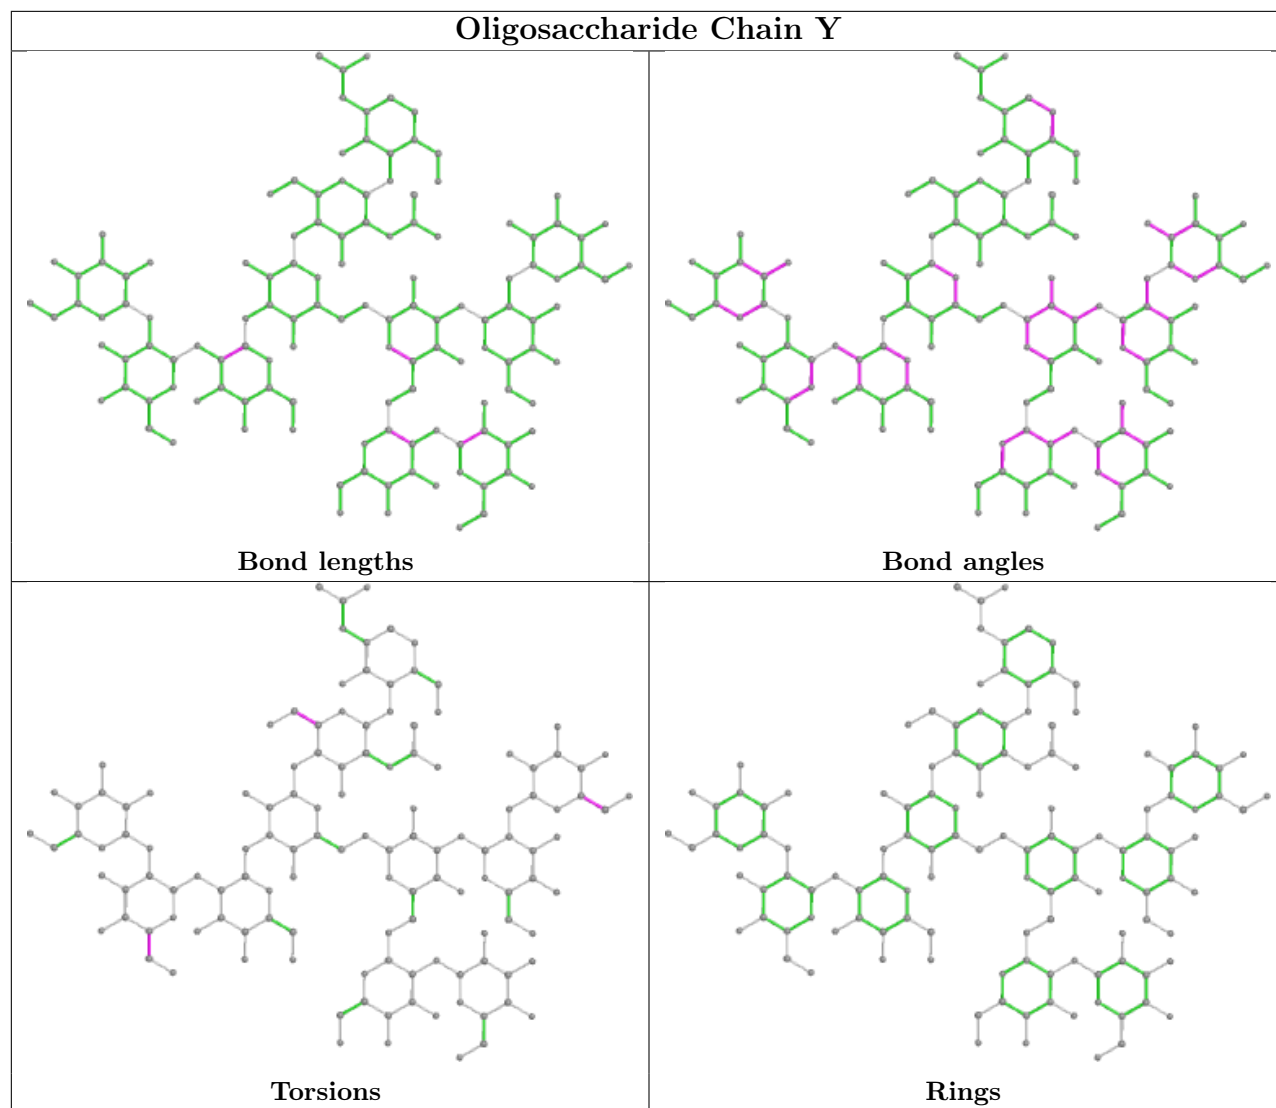 Oligosaccharide Chain Y
Bond lengths
Bond angles
Torsions
Rings